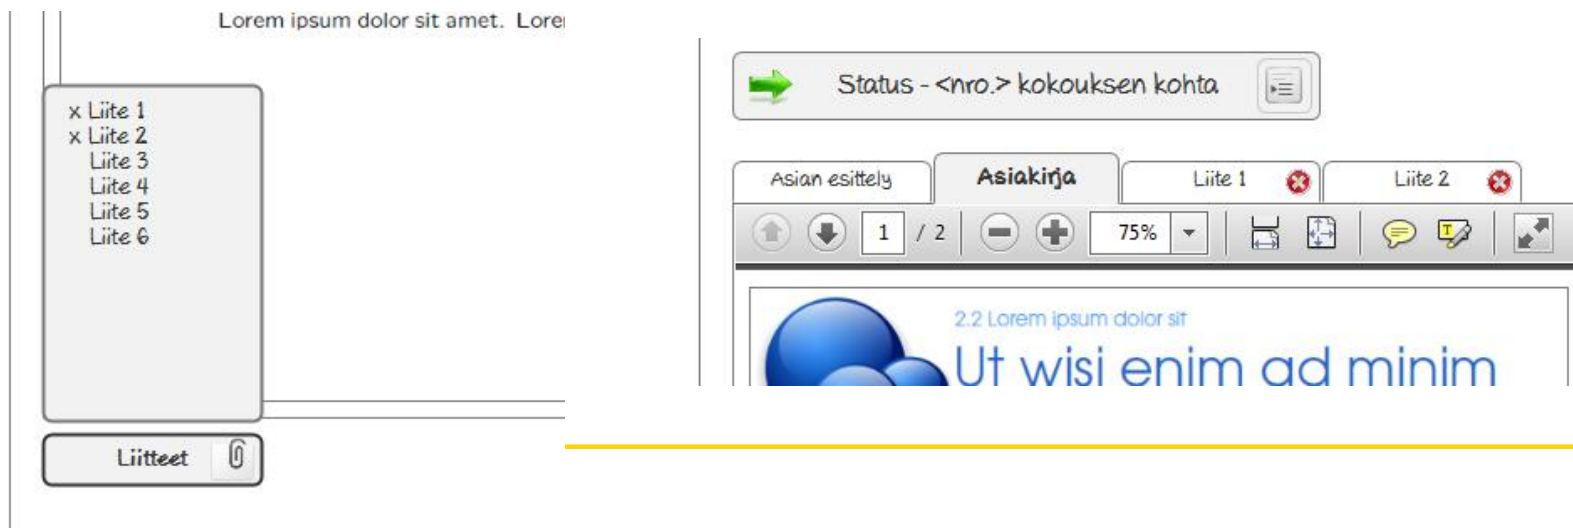 Lorem ipsum dolor sit amet. Lore
x Liite 1
x Liite 2
Liite 3
Liite 4
Liite 5
Liite 6
Liitteet
Status - <nro.> kokouksen kohta
Asian esittely Asiakirja Liite 1 Liite 2
1 / 2 75% T
2.2 Lorem ipsum dolor sit
Ut wisi enim ad minim